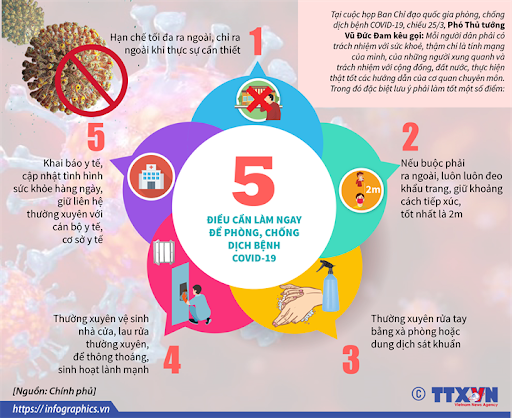 Tại cuộc họp Ban Chỉ đạo quốc gia phòng, chống
dịch bệnh COVID-19, chiều 25/3, Phó Thủ tướng
Vũ Đức Đam kêu gọi: Mỗi người dân phải có
trách nhiệm với sức khoẻ, thậm chí là tính mạng
của mình, của những người xung quanh và
trách nhiệm với cộng đồng, đất nước, thực hiện
thật tốt các hướng dẫn của cơ quan chuyên môn.
Trong đó đặc biệt lưu ý phải làm tốt một số điểm:
Hạn chế tối đa ra ngoài, chỉ ra
ngoài khi thực sự cần thiết
1
2
Nếu buộc phải
ra ngoài, luôn luôn đeo
khẩu trang, giữ khoảng
cách tiếp xúc,
tốt nhất là 2m
2m
5
Khai báo y tế,
cập nhật tình hình
sức khỏe hàng ngày,
giữ liên hệ
thường xuyên với
cán bộ y tế,
cơ sở y tế
5
ĐIỀU CẦN LÀM NGAY
ĐỂ PHÒNG, CHỐNG
DỊCH BỆNH
COVID-19
Thường xuyên vệ sinh
nhà cửa, lau rửa
thường xuyên,
để thông thoáng,
sinh hoạt lành mạnh
4
3
Thường xuyên rửa tay
bằng xà phòng hoặc
dung dịch sát khuẩn
[Nguồn: Chính phủ]
https://infographics.vn
© TTXVN
Vietnam News Agency